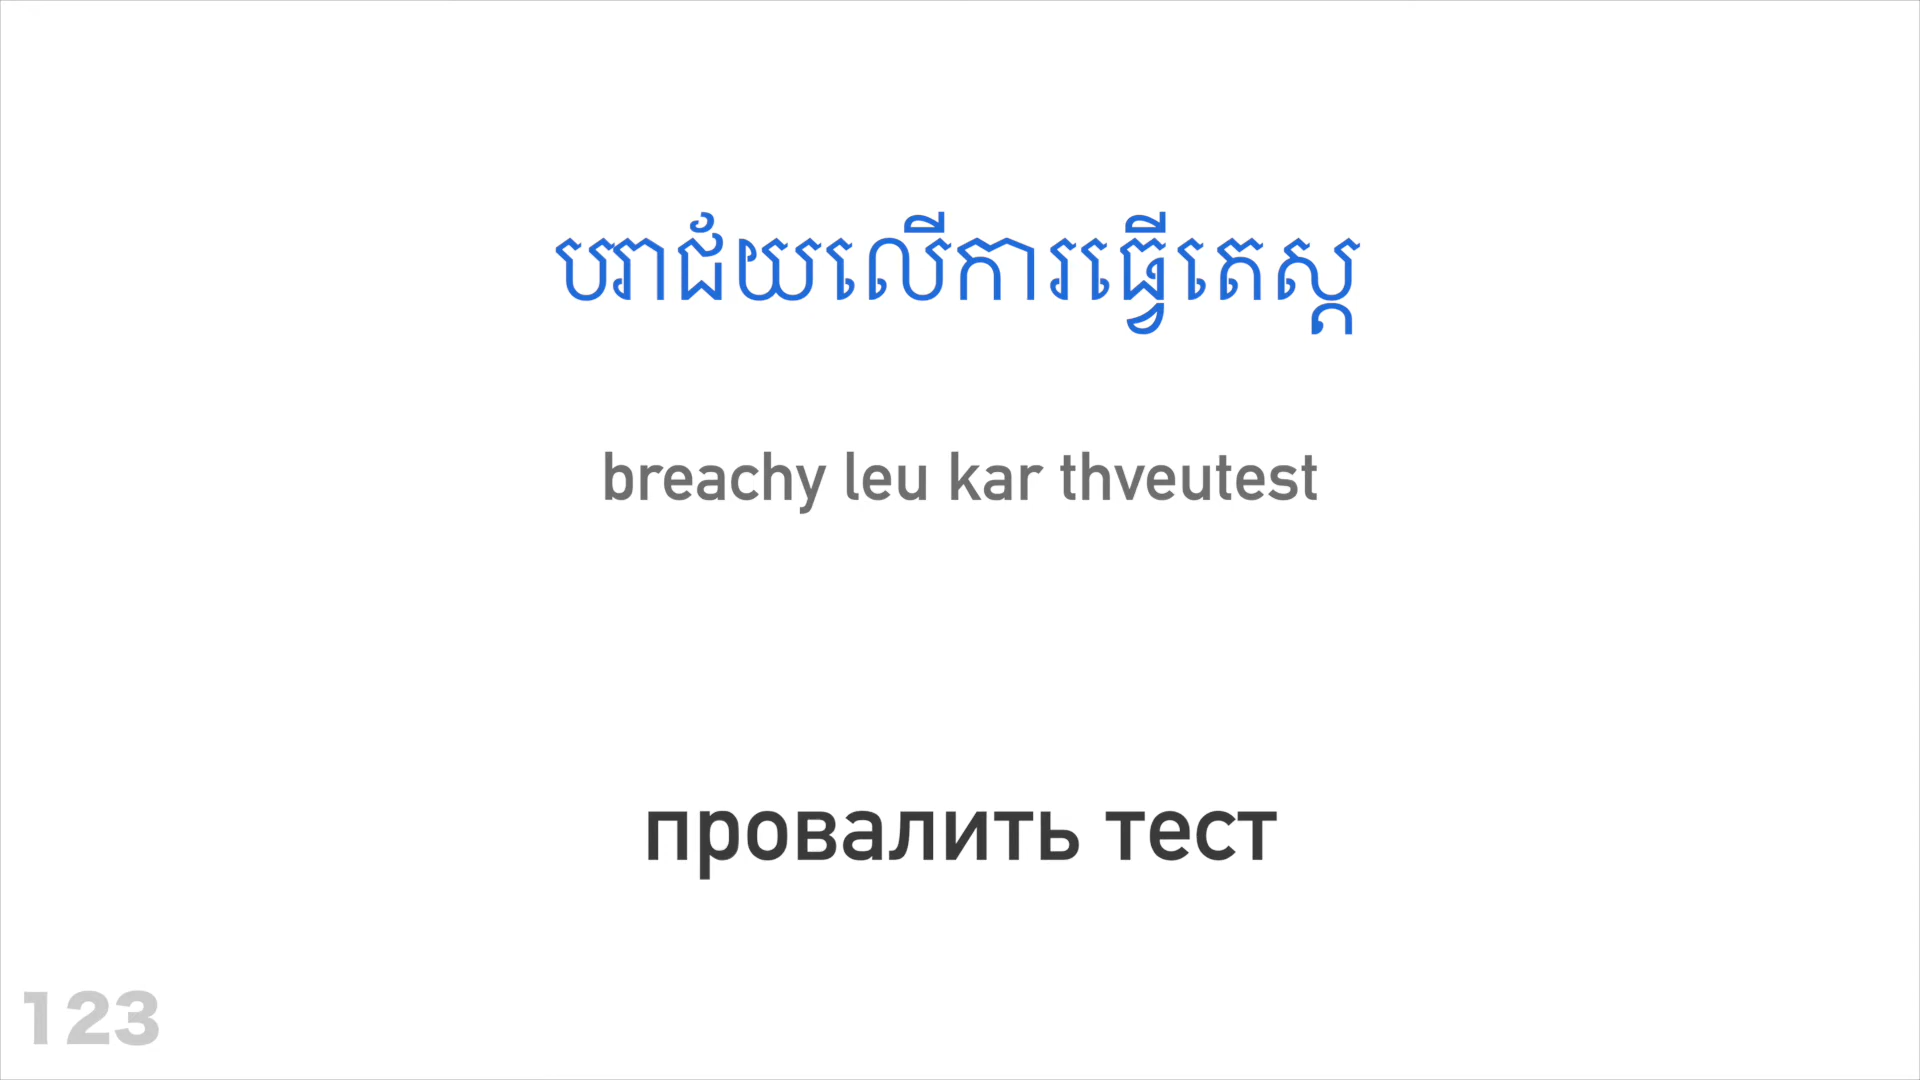 បរាជ័យលើការធ្វើតេស្ត
breachy leu kar thveutest
провалить тест
123